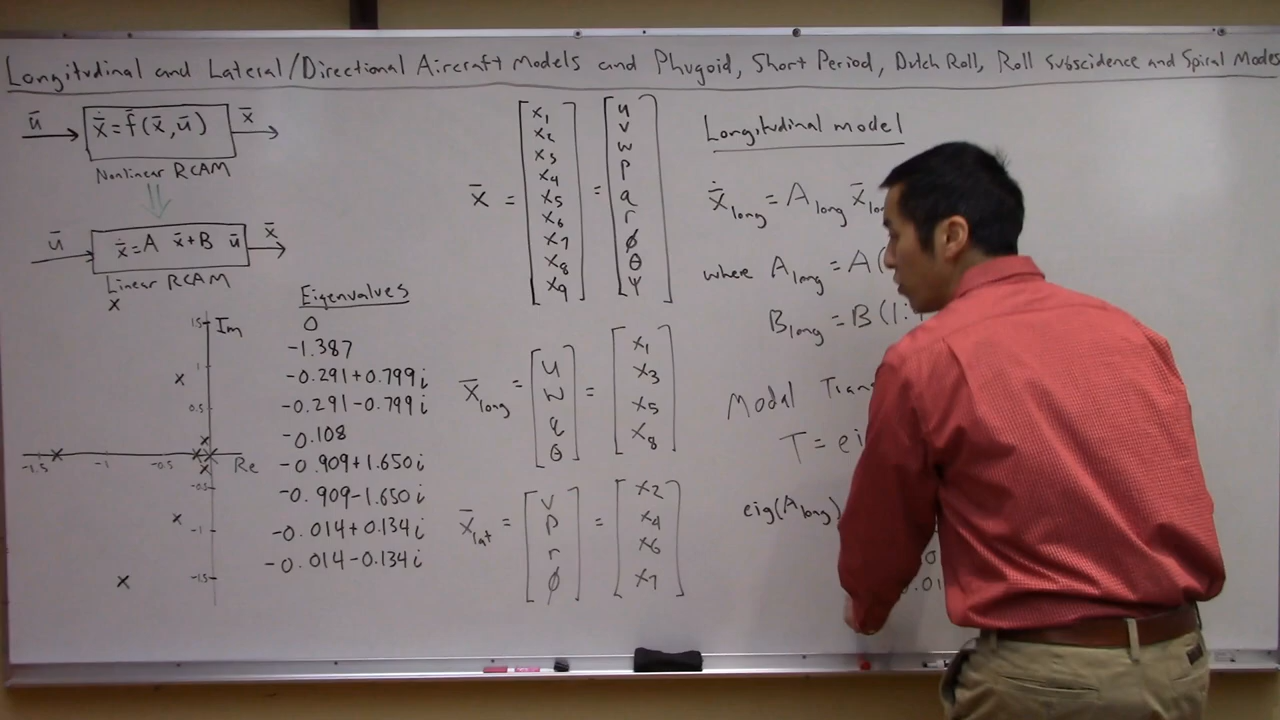 Longitudinal and Lateral/Directional Aircraft Models and Phugoid, Short Period, Dutch Roll, Roll Subscidence and Spiral Modes
ū
ẋ̄ = f̄(x̄, ū)
x̄
Nonlinear RCAM
ū
ẋ̄ = A x̄ + B ū
x̄
Linear RCAM
1.5
Im
1
0.5
-1.5
-1
-0.5
Re
-0.5
-1
-1.5
Eigenvalues
0
-1.387
-0.291+0.799i
-0.291-0.799i
-0.108
-0.909+1.650i
-0.909-1.650i
-0.014+0.134i
-0.014-0.134i
x̄ = [x1 x2 x3 x4 x5 x6 x7 x8 x9] = [u v w p q r φ θ ψ]
x̄long = [u w q θ] = [x1 x3 x5 x8]
x̄lat = [v p r φ] = [x2 x4 x6 x7]
Longitudinal model
ẋ̄long = Along x̄lo
where Along = A(
Blong = B(1:
Modal
T = ei
eig(Along)